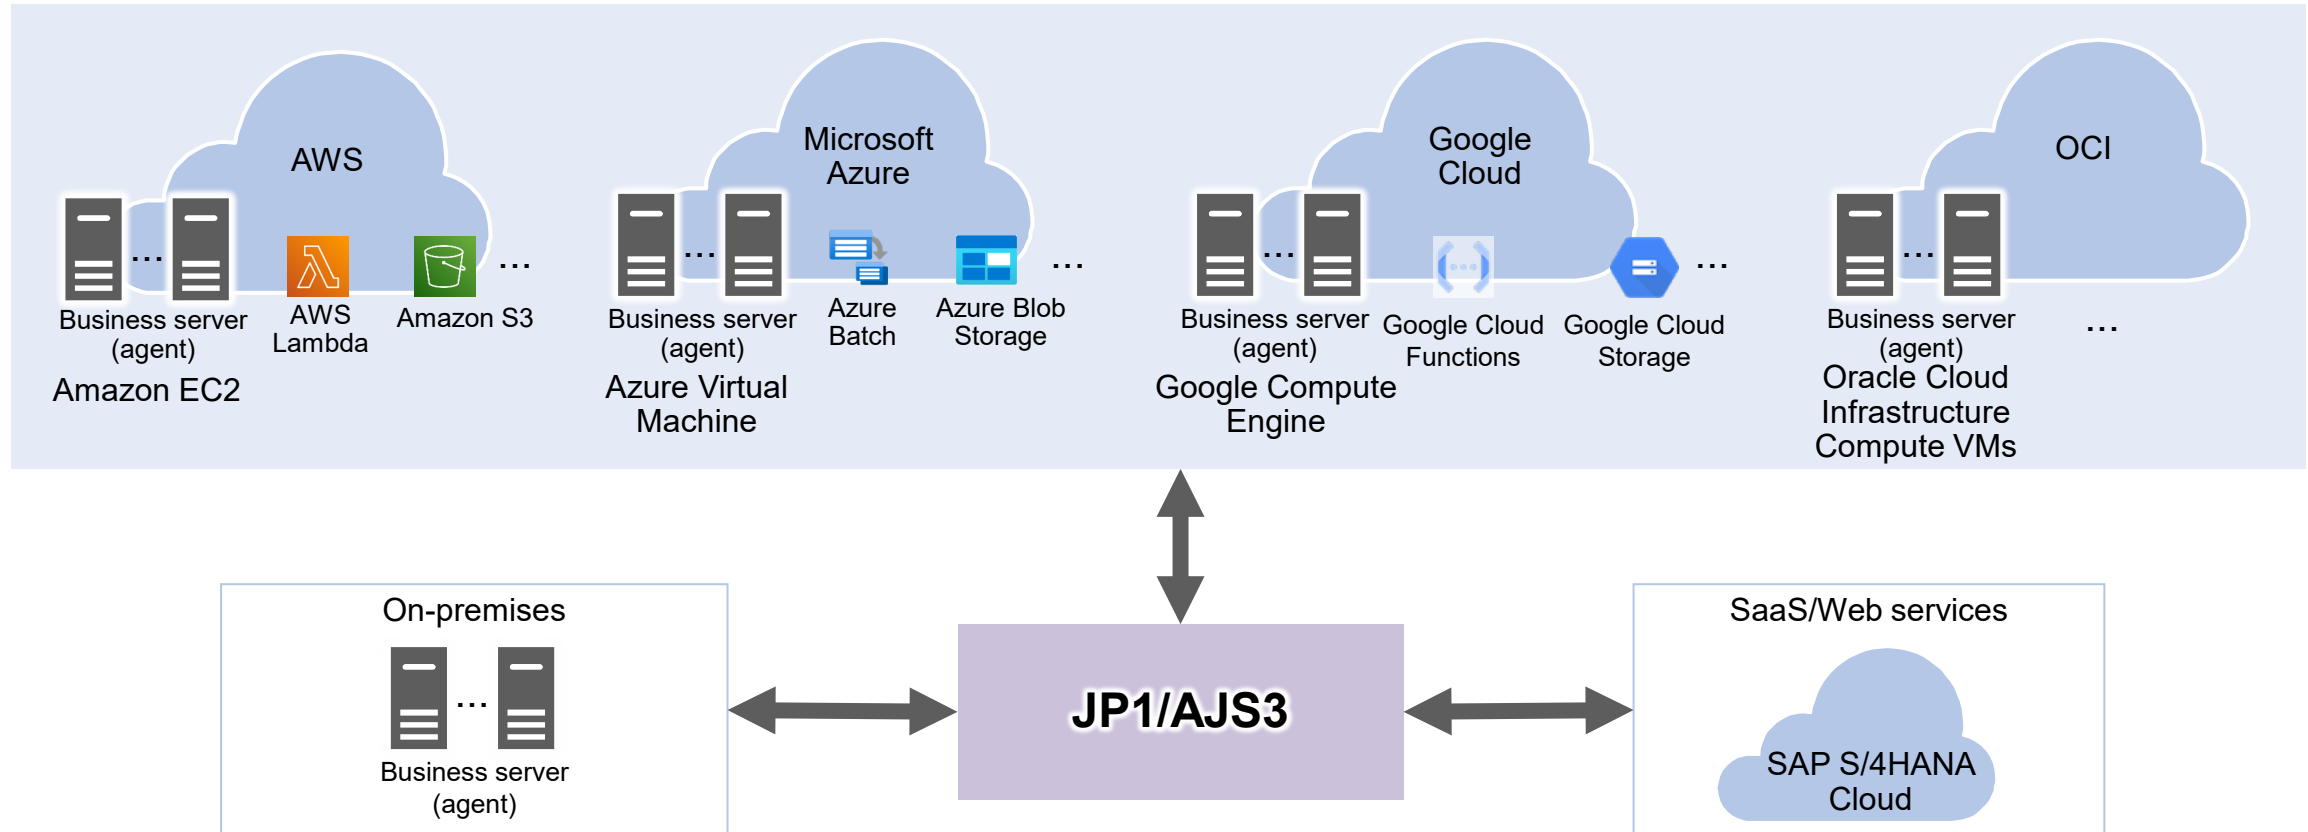 AWS
...
AWS
Lambda
Amazon S3
...
Business server
(agent)
Amazon EC2
Microsoft
Azure
...
Azure
Batch
Azure Blob
Storage
...
Business server
(agent)
Azure Virtual
Machine
Google
Cloud
...
Google Cloud
Functions
Google Cloud
Storage
...
Business server
(agent)
Google Compute
Engine
OCI
...
Business server
(agent)
...
Oracle Cloud
Infrastructure
Compute VMs
On-premises
...
Business server
(agent)
JP1/AJS3
SaaS/Web services
SAP S/4HANA
Cloud